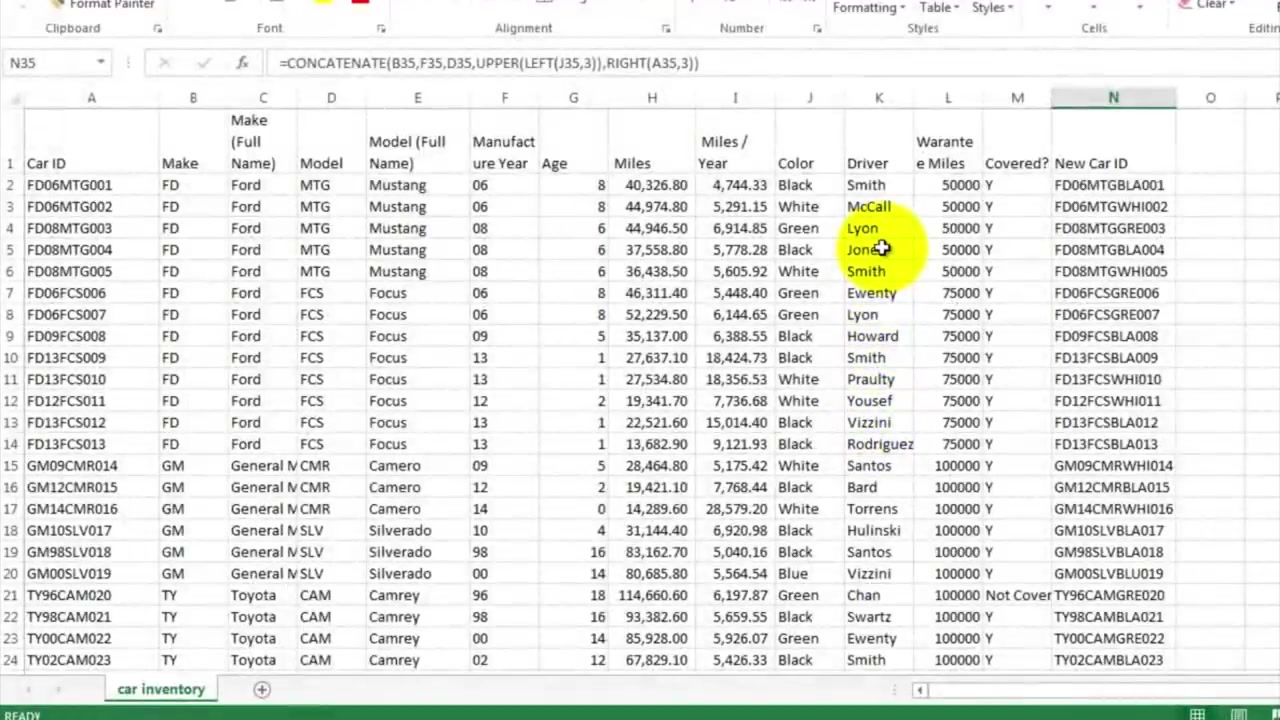 Format Painter
Formatting Table Styles Clear
Clipboard Font Alignment Number Styles Cells
N35 fx =CONCATENATE(B35,F35,D35,UPPER(LEFT(J35,3)),RIGHT(A35,3))
A B C D E F G H I J K L M N O
1 Car ID Make Make (Full Name) Model Model (Full Name) Manufacture Year Age Miles Miles / Year Color Driver Warantee Miles Covered? New Car ID
2 FD06MTG001 FD Ford MTG Mustang 06 8 40,326.80 4,744.33 Black Smith 50000 Y FD06MTGBLA001
3 FD06MTG002 FD Ford MTG Mustang 06 8 44,974.80 5,291.15 White McCall 50000 Y FD06MTGWHI002
4 FD08MTG003 FD Ford MTG Mustang 08 6 44,946.50 6,914.85 Green Lyon 50000 Y FD08MTGGRE003
5 FD08MTG004 FD Ford MTG Mustang 08 6 37,558.80 5,778.28 Black Jone 50000 Y FD08MTGBLA004
6 FD08MTG005 FD Ford MTG Mustang 08 6 36,438.50 5,605.92 White Smith 50000 Y FD08MTGWHI005
7 FD06FCS006 FD Ford FCS Focus 06 8 46,311.40 5,448.40 Green Ewenty 75000 Y FD06FCSGRE006
8 FD06FCS007 FD Ford FCS Focus 06 8 52,229.50 6,144.65 Green Lyon 75000 Y FD06FCSGRE007
9 FD09FCS008 FD Ford FCS Focus 09 5 35,137.00 6,388.55 Black Howard 75000 Y FD09FCSBLA008
10 FD13FCS009 FD Ford FCS Focus 13 1 27,637.10 18,424.73 Black Smith 75000 Y FD13FCSBLA009
11 FD13FCS010 FD Ford FCS Focus 13 1 27,534.80 18,356.53 White Praulty 75000 Y FD13FCSWHI010
12 FD12FCS011 FD Ford FCS Focus 12 2 19,341.70 7,736.68 White Yousef 75000 Y FD12FCSWHI011
13 FD13FCS012 FD Ford FCS Focus 13 1 22,521.60 15,014.40 Black Vizzini 75000 Y FD13FCSBLA012
14 FD13FCS013 FD Ford FCS Focus 13 1 13,682.90 9,121.93 Black Rodriguez 75000 Y FD13FCSBLA013
15 GM09CMR014 GM General M CMR Camero 09 5 28,464.80 5,175.42 White Santos 100000 Y GM09CMRWHI014
16 GM12CMR015 GM General M CMR Camero 12 2 19,421.10 7,768.44 Black Bard 100000 Y GM12CMRBLA015
17 GM14CMR016 GM General M CMR Camero 14 0 14,289.60 28,579.20 White Torrens 100000 Y GM14CMRWHI016
18 GM10SLV017 GM General M SLV Silverado 10 4 31,144.40 6,920.98 Black Hulinski 100000 Y GM10SLVBLA017
19 GM98SLV018 GM General M SLV Silverado 98 16 83,162.70 5,040.16 Black Santos 100000 Y GM98SLVBLA018
20 GM00SLV019 GM General M SLV Silverado 00 14 80,685.80 5,564.54 Blue Vizzini 100000 Y GM00SLVBLU019
21 TY96CAM020 TY Toyota CAM Camrey 96 18 114,660.60 6,197.87 Green Chan 100000 Not Cover TY96CAMGRE020
22 TY98CAM021 TY Toyota CAM Camrey 98 16 93,382.60 5,659.55 Black Swartz 100000 Y TY98CAMBLA021
23 TY00CAM022 TY Toyota CAM Camrey 00 14 85,928.00 5,926.07 Green Ewenty 100000 Y TY00CAMGRE022
24 TY02CAM023 TY Toyota CAM Camrey 02 12 67,829.10 5,426.33 Black Smith 100000 Y TY02CAMBLA023
car inventory
READY